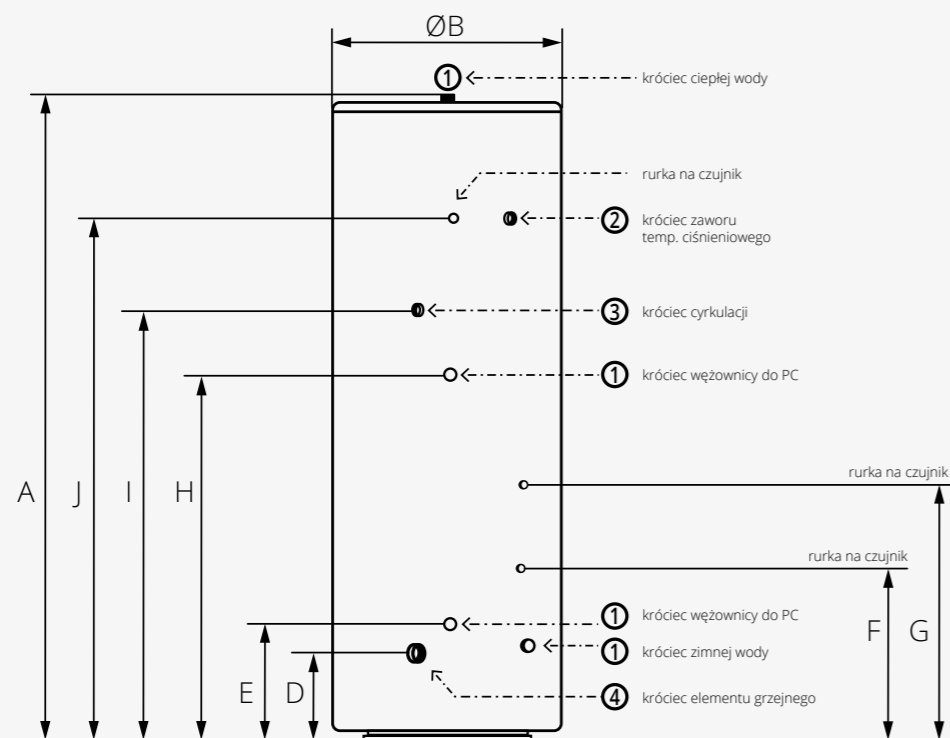 ØB
1 króciec ciepłej wody
rurka na czujnik
2 króciec zaworu
temp. ciśnieniowego
3 króciec cyrkulacji
1 króciec wężownicy do PC
A
J
I
H
rurka na czujnik
rurka na czujnik
1 króciec wężownicy do PC
F
G
1 króciec zimnej wody
E
D
4 króciec elementu grzejnego